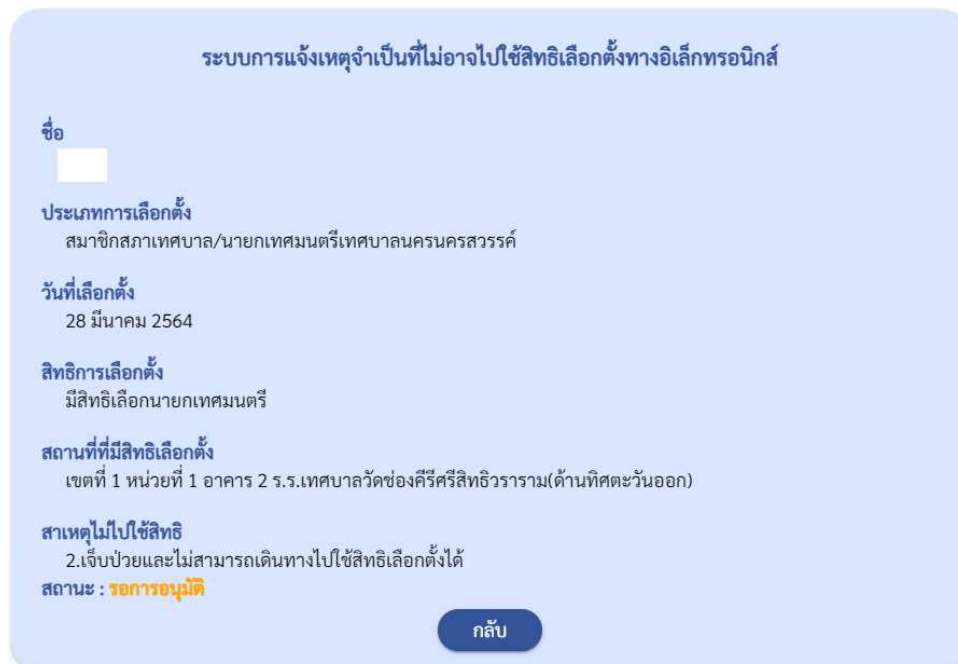 ระบบการแจ้งเหตุจำเป็นที่ไม่อาจไปใช้สิทธิเลือกตั้งทางอิเล็กทรอนิกส์
ชื่อ
ประเภทการเลือกตั้ง
สมาชิกสภาเทศบาล/นายกเทศมนตรีเทศบาลนครนครสวรรค์
วันที่เลือกตั้ง
28 มีนาคม 2564
สิทธิการเลือกตั้ง
มีสิทธิเลือกนายกเทศมนตรี
สถานที่ที่มีสิทธิเลือกตั้ง
เขตที่ 1 หน่วยที่ 1 อาคาร 2 ร.ร.เทศบาลวัดช่องคีรีศรีสิทธิวราราม(ด้านทิศตะวันออก)
สาเหตุไม่ไปใช้สิทธิ
2.เจ็บป่วยและไม่สามารถเดินทางไปใช้สิทธิเลือกตั้งได้
สถานะ : รอการอนุมัติ
กลับ